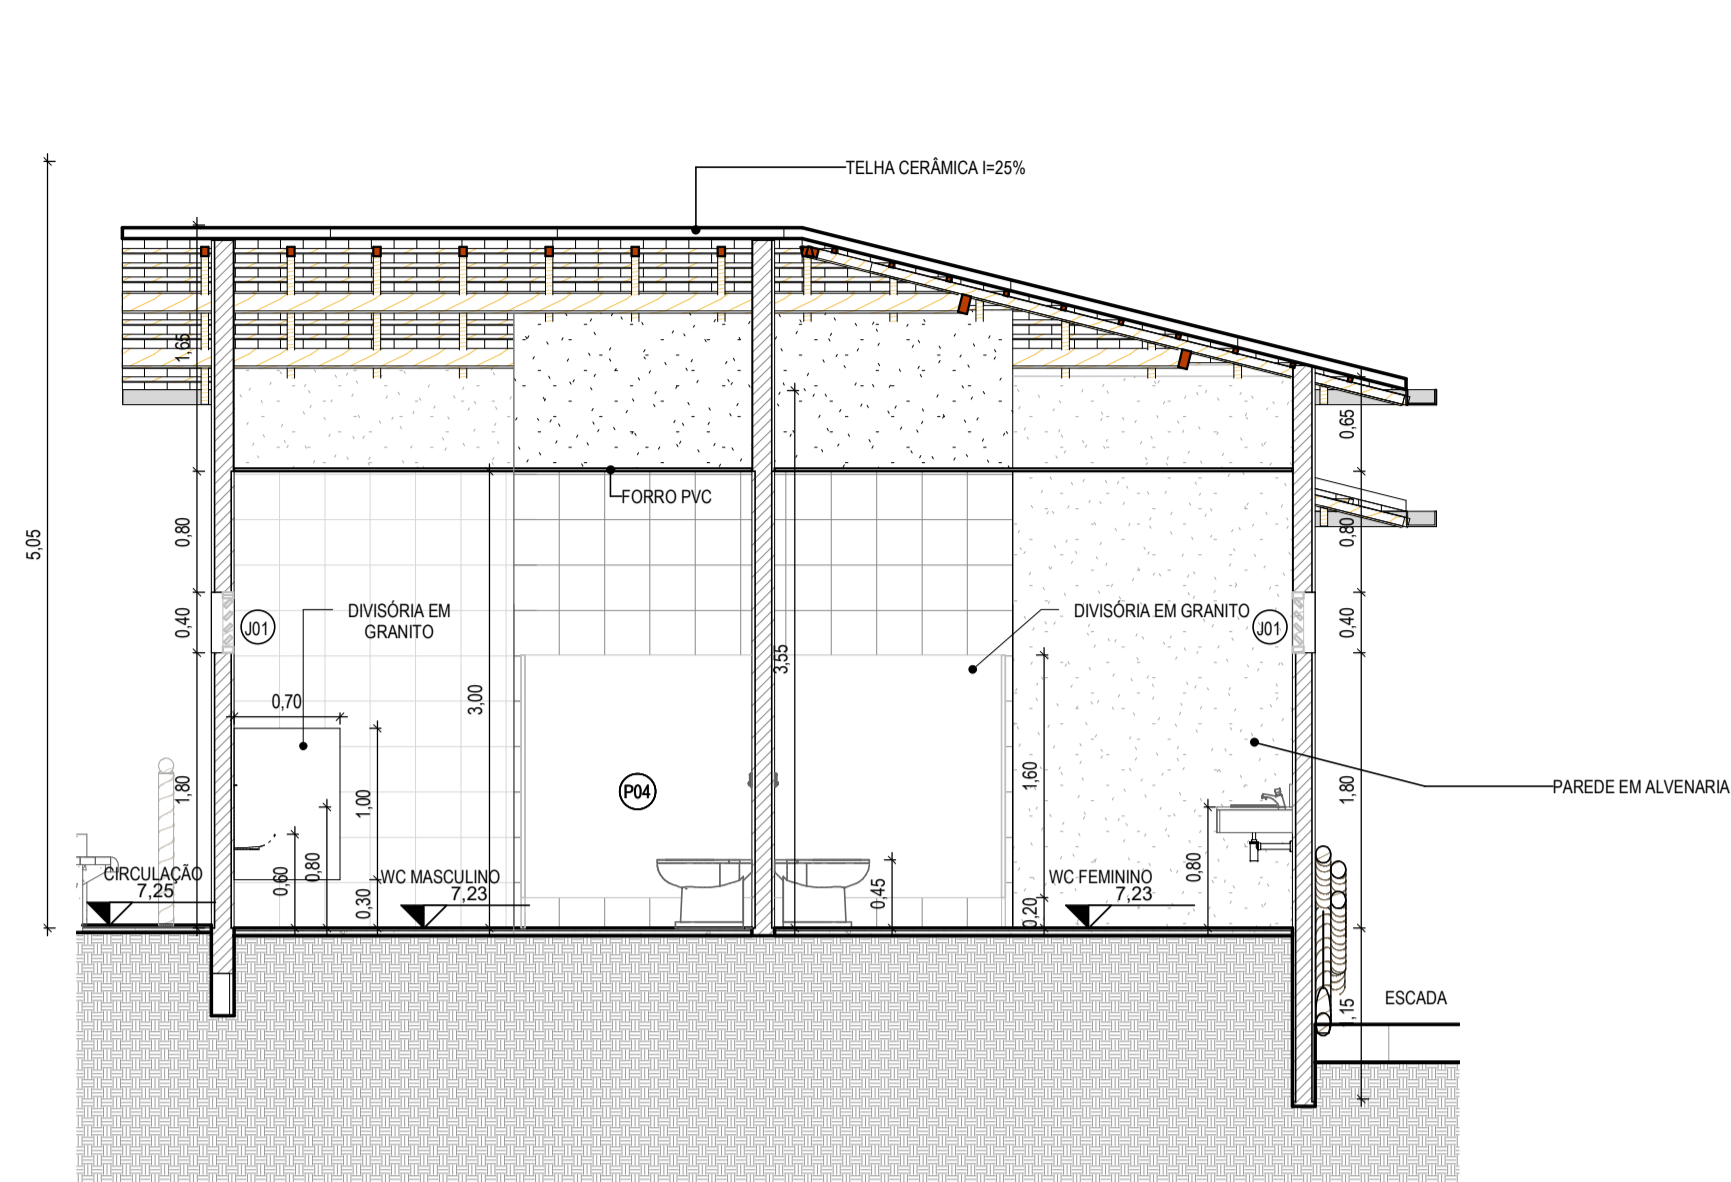 TELHA CERÂMICA I=25%
1,65
0,65
FORRO PVC
5,05
0,80
0,80
0,40
J01
DIVISÓRIA EM
GRANITO
DIVISÓRIA EM GRANITO
J01
0,40
3,55
0,70
3,00
1,80
1,00
P04
1,60
1,80
PAREDE EM ALVENARIA
0,60
0,80
0,30
0,45
0,20
0,80
CIRCULAÇÃO
7,25
WC MASCULINO
7,23
WC FEMININO
7,23
ESCADA
1,15